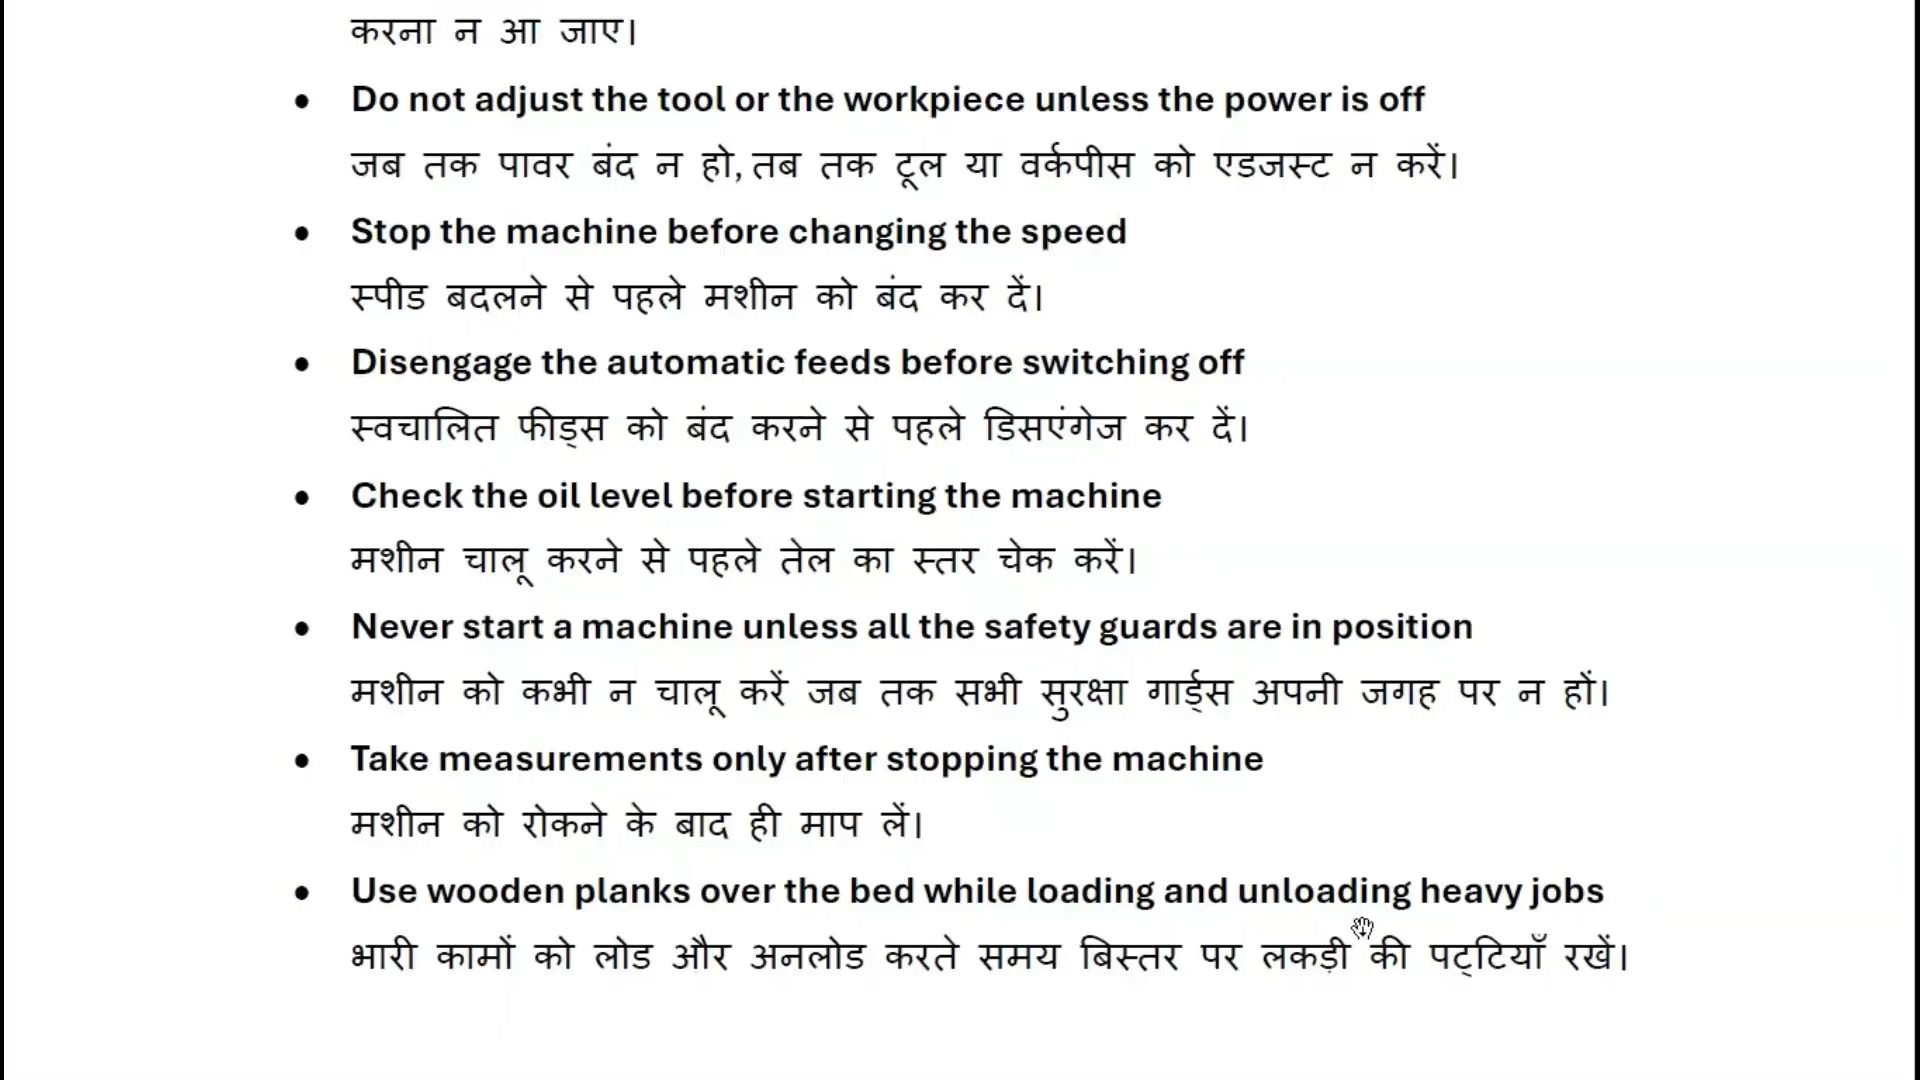 करना न आ जाए।
• Do not adjust the tool or the workpiece unless the power is off
जब तक पावर बंद न हो, तब तक टूल या वर्कपीस को एडजस्ट न करें।
• Stop the machine before changing the speed
स्पीड बदलने से पहले मशीन को बंद कर दें।
• Disengage the automatic feeds before switching off
स्वचालित फीड्स को बंद करने से पहले डिसएंगेज कर दें।
• Check the oil level before starting the machine
मशीन चालू करने से पहले तेल का स्तर चेक करें।
• Never start a machine unless all the safety guards are in position
मशीन को कभी न चालू करें जब तक सभी सुरक्षा गार्ड्स अपनी जगह पर न हों।
• Take measurements only after stopping the machine
मशीन को रोकने के बाद ही माप लें।
• Use wooden planks over the bed while loading and unloading heavy jobs
भारी कामों को लोड और अनलोड करते समय बिस्तर पर लकड़ी की पट्टियाँ रखें।